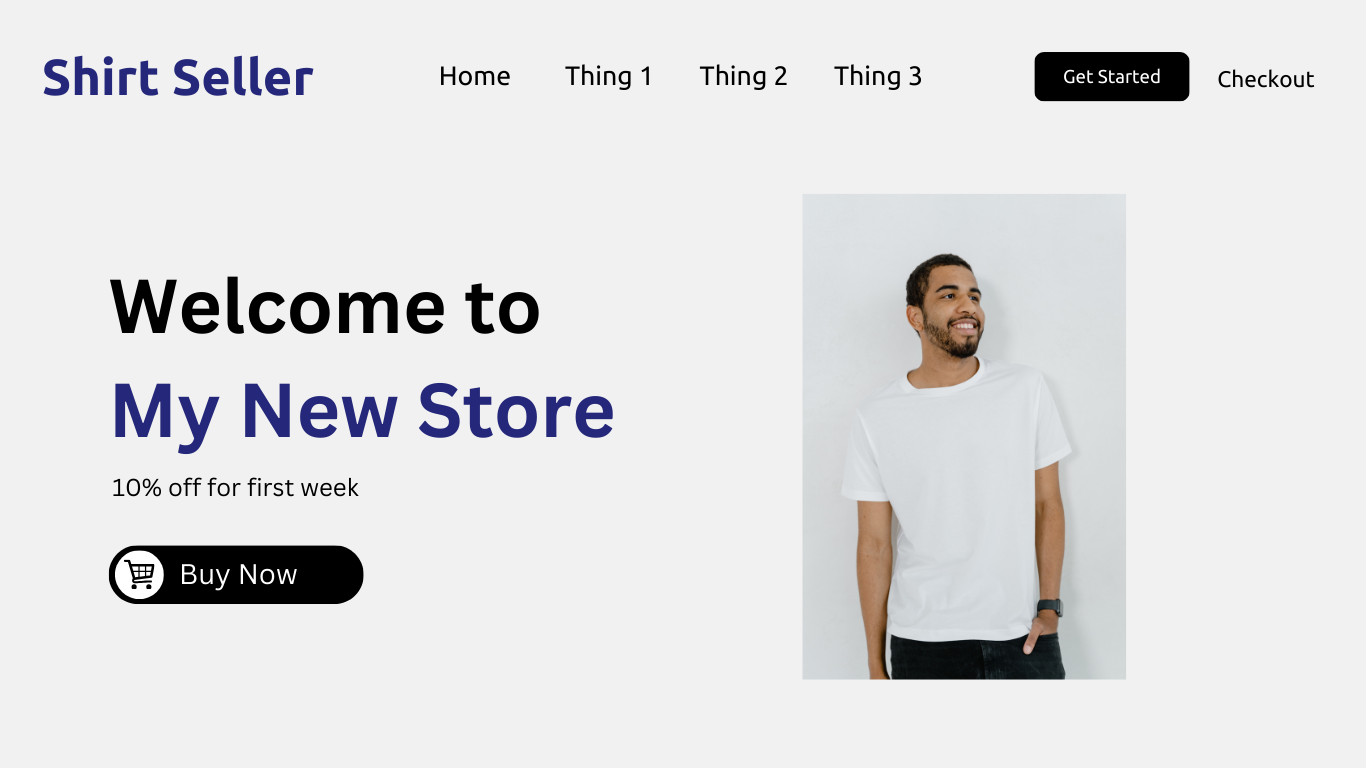 Shirt Seller
Home Thing 1 Thing 2 Thing 3
Get Started
Checkout
Welcome to
My New Store
10% off for first week
Buy Now